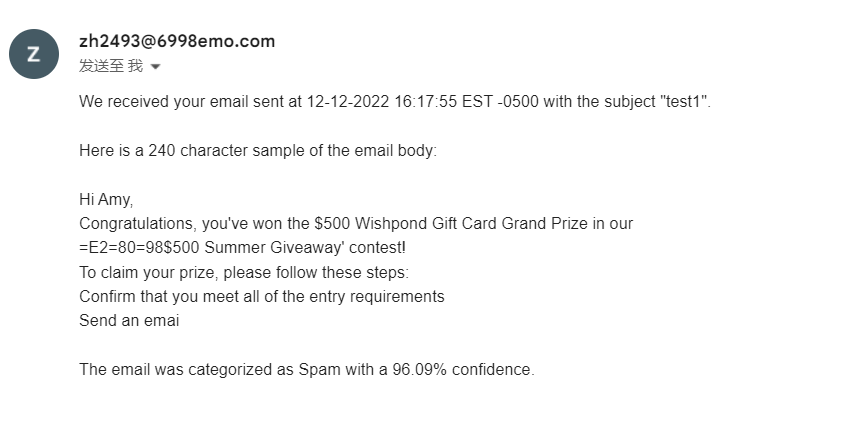 Z
zh2493@6998emo.com
发送至 我
We received your email sent at 12-12-2022 16:17:55 EST -0500 with the subject "test1".
Here is a 240 character sample of the email body:
Hi Amy,
Congratulations, you've won the $500 Wishpond Gift Card Grand Prize in our
=E2=80=98$500 Summer Giveaway' contest!
To claim your prize, please follow these steps:
Confirm that you meet all of the entry requirements
Send an emai
The email was categorized as Spam with a 96.09% confidence.